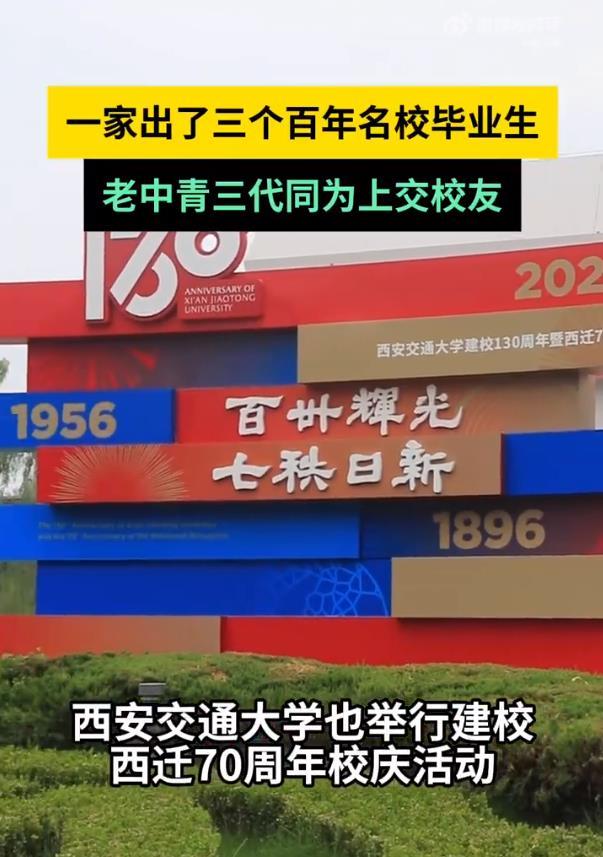 一家出了三个百年名校毕业生
老中青三代同为上交校友
130
ANNIVERSARY OF
XI'AN JIAOTONG
UNIVERSITY
202
西安交通大学建校130周年暨西迁7
1956
百卅輝光
七秩日新
1896
西安交通大学也举行建校
西迁70周年校庆活动